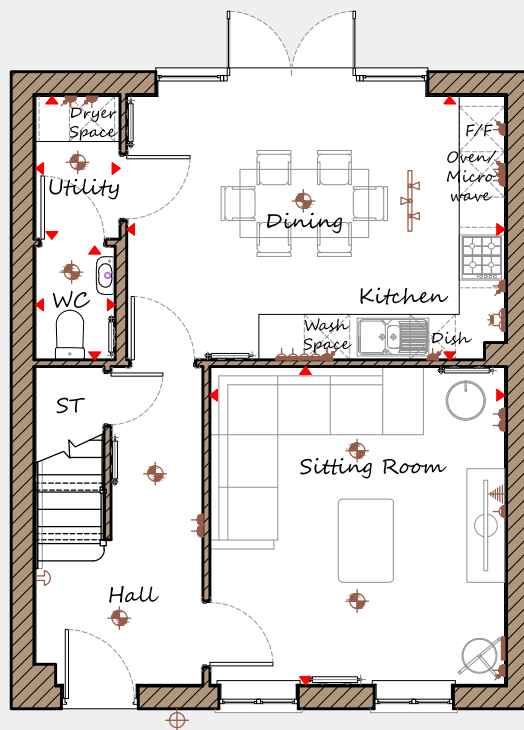 Dryer
Space
F/F
Oven/
Micro
wave
Utility
Dining
WC
Kitchen
Wash
Space
Dish
ST
Sitting Room
Hall